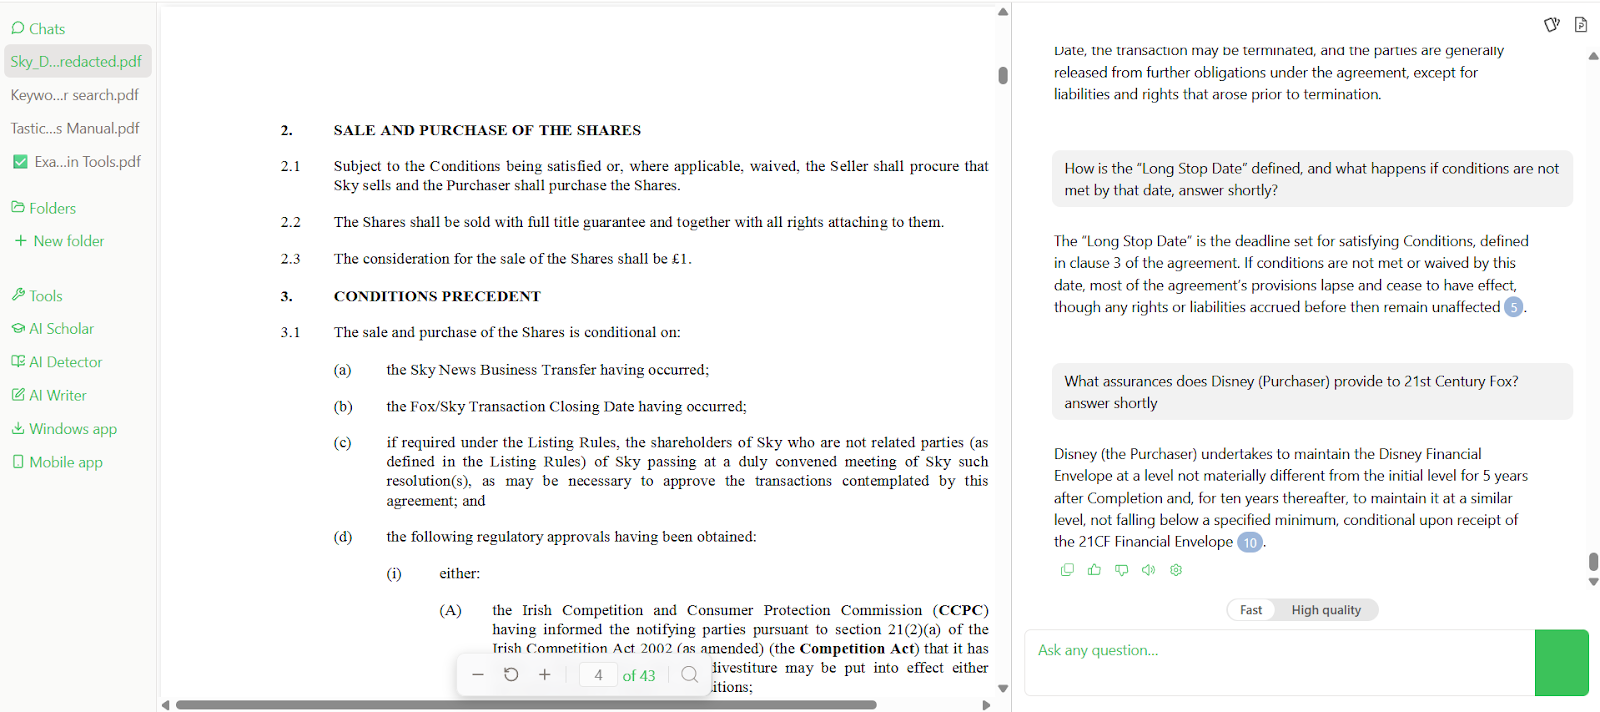 Chats
Sky_D...redacted.pdf
Keywo...r search.pdf
Tastic...s Manual.pdf
Exa...in Tools.pdf
Folders
+ New folder
Tools
AI Scholar
AI Detector
AI Writer
Windows app
Mobile app
2. SALE AND PURCHASE OF THE SHARES
2.1 Subject to the Conditions being satisfied or, where applicable, waived, the Seller shall procure that
Sky sells and the Purchaser shall purchase the Shares.
2.2 The Shares shall be sold with full title guarantee and together with all rights attaching to them.
2.3 The consideration for the sale of the Shares shall be £1.
3. CONDITIONS PRECEDENT
3.1 The sale and purchase of the Shares is conditional on:
(a) the Sky News Business Transfer having occurred;
(b) the Fox/Sky Transaction Closing Date having occurred;
(c) if required under the Listing Rules, the shareholders of Sky who are not related parties (as
defined in the Listing Rules) of Sky passing at a duly convened meeting of Sky such
resolution(s), as may be necessary to approve the transactions contemplated by this
agreement; and
(d) the following regulatory approvals having been obtained:
(i) either:
(A) the Irish Competition and Consumer Protection Commission (CCPC)
having informed the notifying parties pursuant to section 21(2)(a) of the
Irish Competition Act 2002 (as amended) (the Competition Act) that it has
divestiture may be put into effect either
itions;
4 of 43
Date, the transaction may be terminated, and the parties are generally
released from further obligations under the agreement, except for
liabilities and rights that arose prior to termination.
How is the “Long Stop Date” defined, and what happens if conditions are not
met by that date, answer shortly?
The “Long Stop Date” is the deadline set for satisfying Conditions, defined
in clause 3 of the agreement. If conditions are not met or waived by this
date, most of the agreement’s provisions lapse and cease to have effect,
though any rights or liabilities accrued before then remain unaffected 5.
What assurances does Disney (Purchaser) provide to 21st Century Fox?
answer shortly
Disney (the Purchaser) undertakes to maintain the Disney Financial
Envelope at a level not materially different from the initial level for 5 years
after Completion and, for ten years thereafter, to maintain it at a similar
level, not falling below a specified minimum, conditional upon receipt of
the 21CF Financial Envelope 10.
Fast High quality
Ask any question...